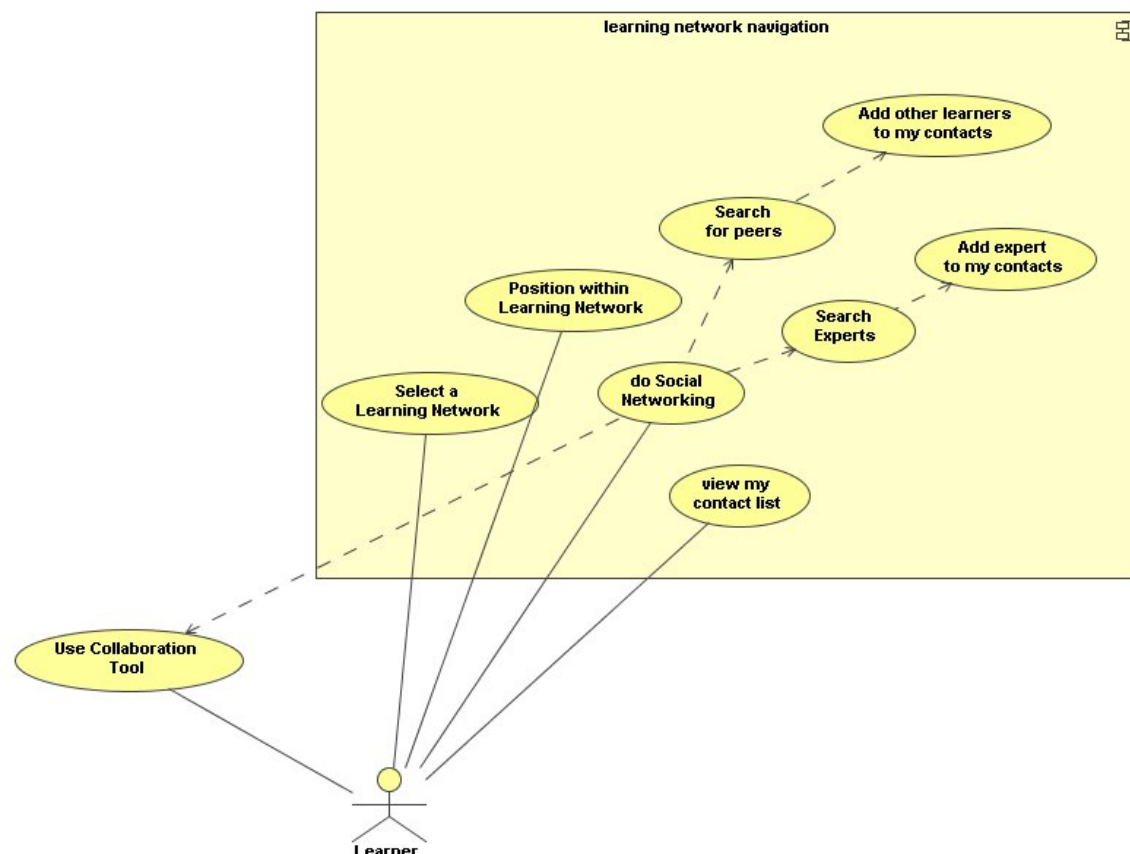 learning network navigation
Add other learners
to my contacts
Search
for peers
Add expert
to my contacts
Position within
Learning Network
Search
Experts
do Social
Networking
Select a
Learning Network
view my
contact list
Use Collaboration
Tool
Learner